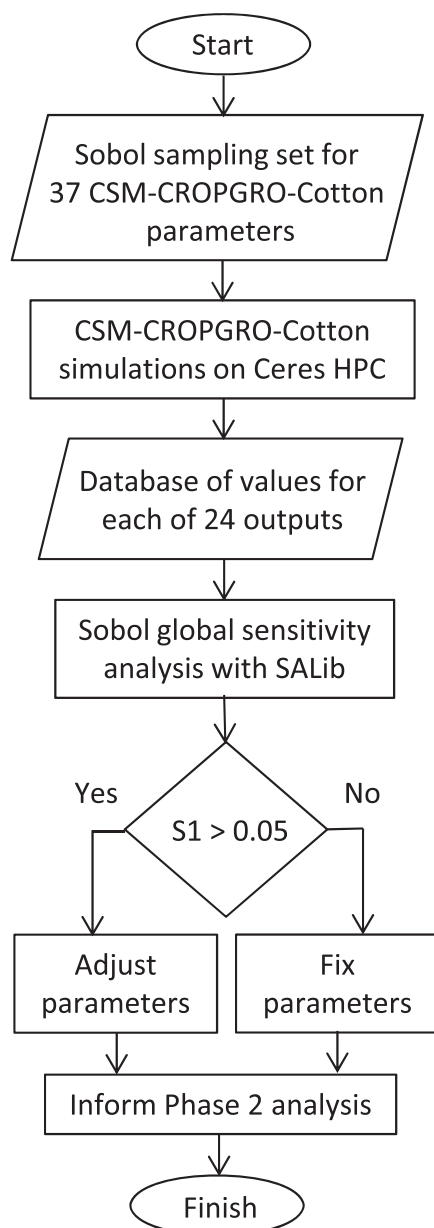 Start
Sobol sampling set for
37 CSM-CROPGRO-Cotton
parameters
CSM-CROPGRO-Cotton
simulations on Ceres HPC
Database of values for
each of 24 outputs
Sobol global sensitivity
analysis with SALib
Yes
No
S1 > 0.05
Adjust
parameters
Fix
parameters
Inform Phase 2 analysis
Finish